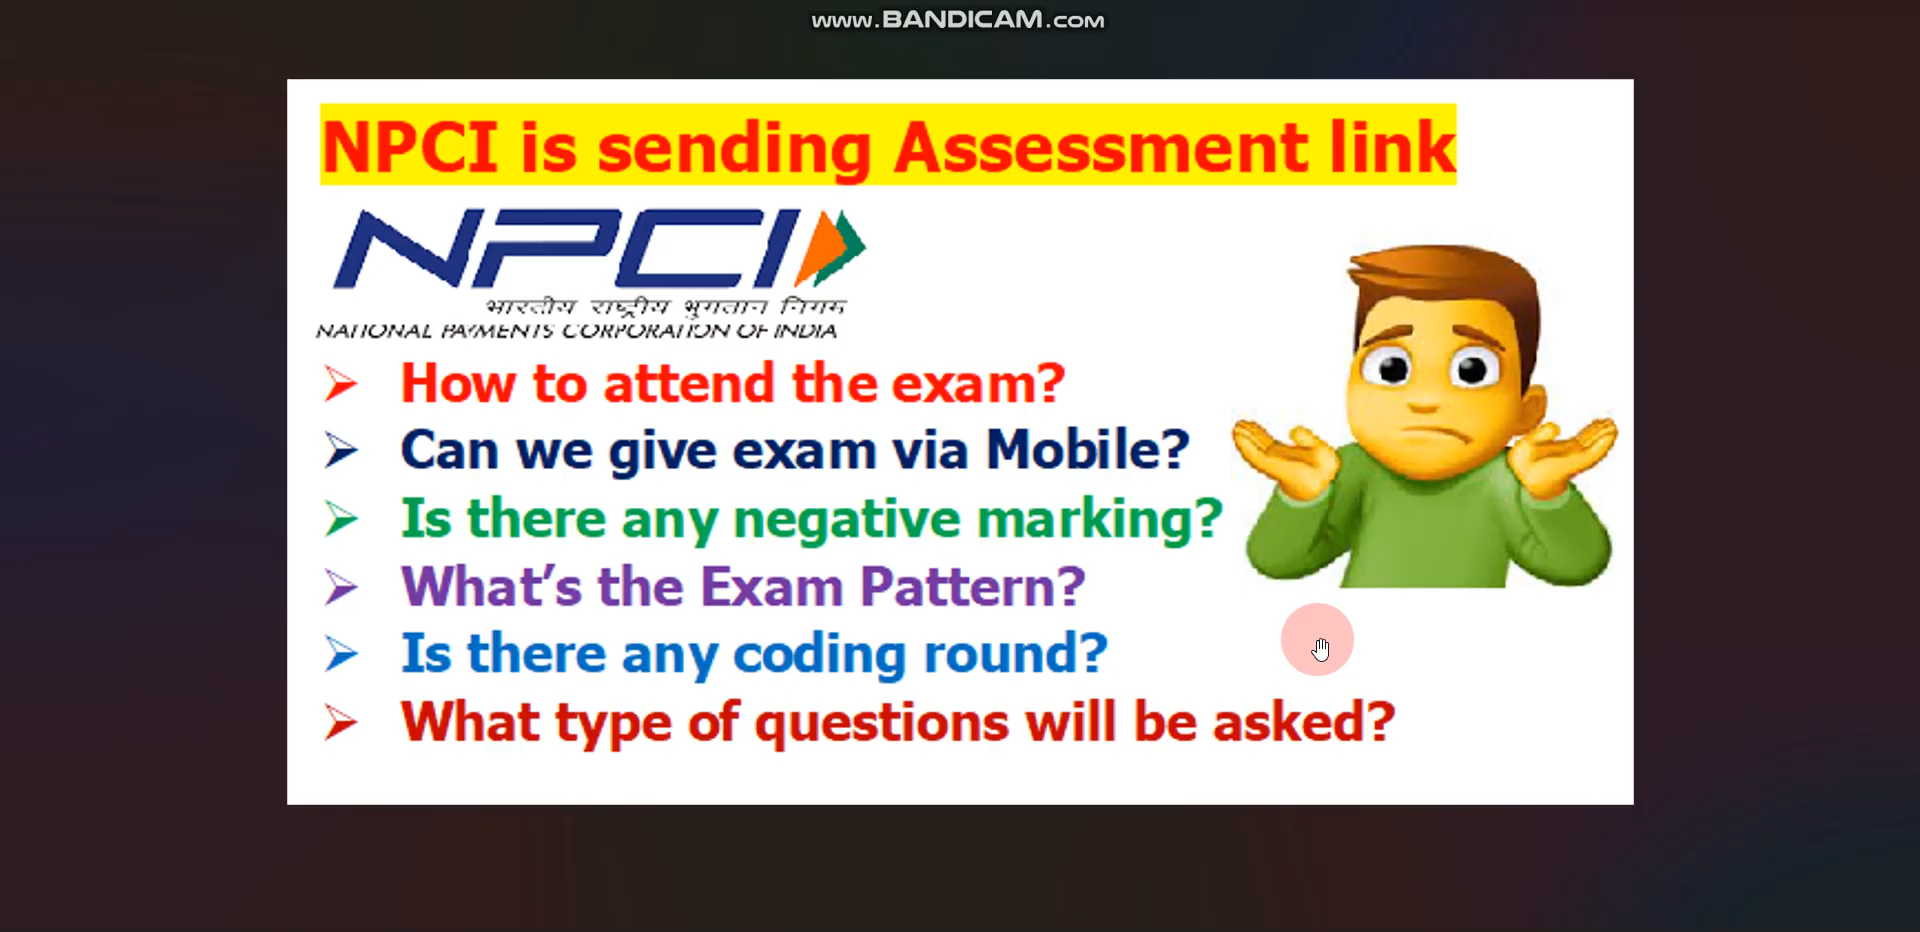 www.BANDICAM.com
NPCI is sending Assessment link
NPCI
भारतीय राष्ट्रीय भुगतान निगम
NATIONAL PAYMENTS CORPORATION OF INDIA
➢ How to attend the exam?
➢ Can we give exam via Mobile?
➢ Is there any negative marking?
➢ What’s the Exam Pattern?
➢ Is there any coding round?
➢ What type of questions will be asked?